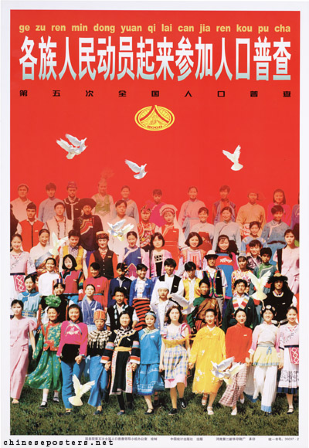 ge zu ren min dong yuan qi lai can jia ren kou pu cha
各族人民动员起来参加人口普查
第五次全国人口普查
chineseposters.net